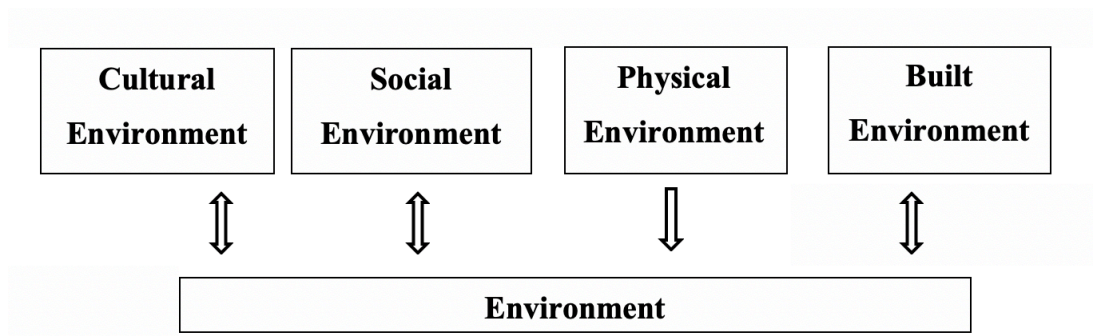 Cultural
Environment
Social
Environment
Physical
Environment
Built
Environment
Environment